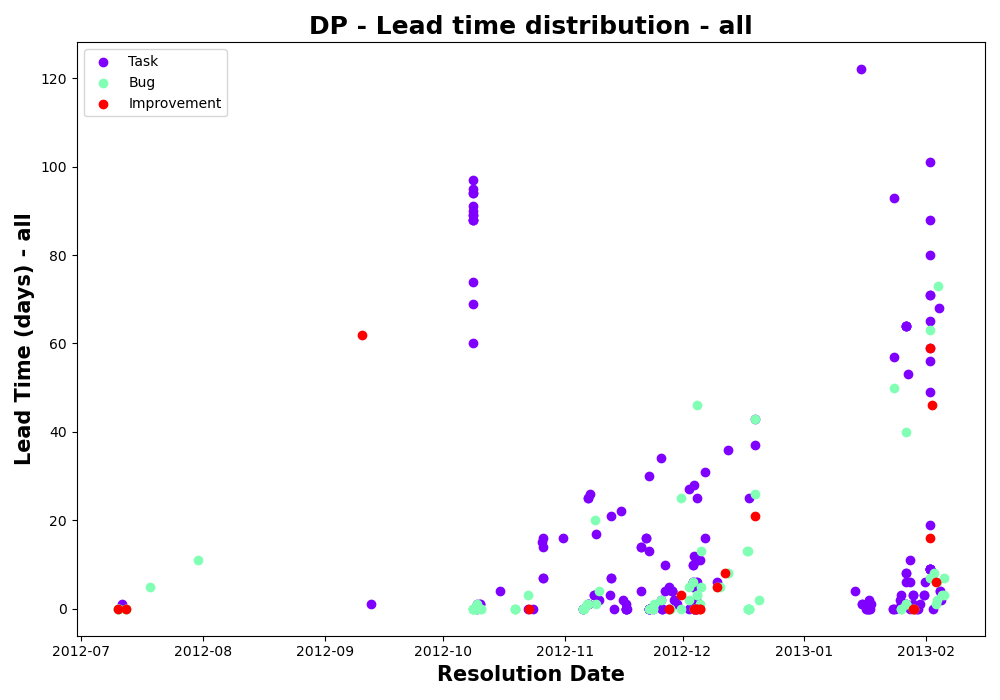 DP - Lead time distribution - all
Task
Bug
Improvement
Lead Time (days) - all
120
100
80
60
40
20
0
2012-07
2012-08
2012-09
2012-10
2012-11
2012-12
2013-01
2013-02
Resolution Date